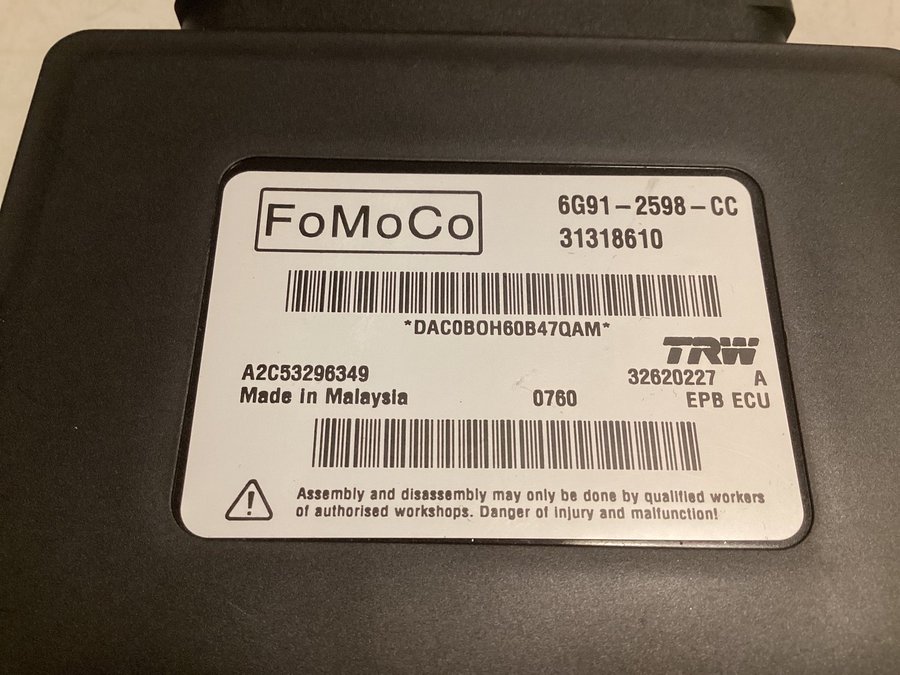 FoMoCo
6G91-2598-CC
31318610
*DAC0BOH60B47QAM*
TRW
A2C53296349
32620227 A
Made in Malaysia 0760 EPB ECU
Assembly and disassembly may only be done by qualified workers
of authorised workshops. Danger of injury and malfunction!